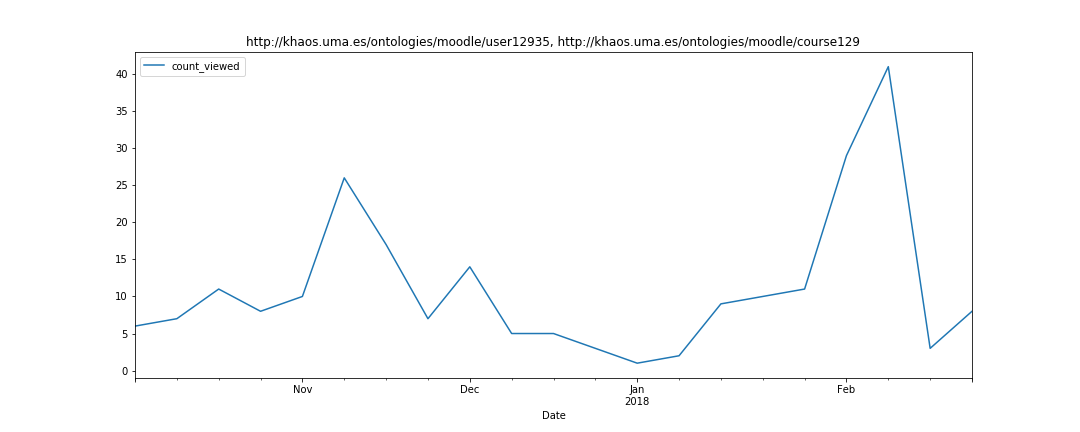 http://khaos.uma.es/ontologies/moodle/user12935, http://khaos.uma.es/ontologies/moodle/course129
count_viewed
40
35
30
25
20
15
10
5
0
Nov
Dec
Jan
2018
Feb
Date